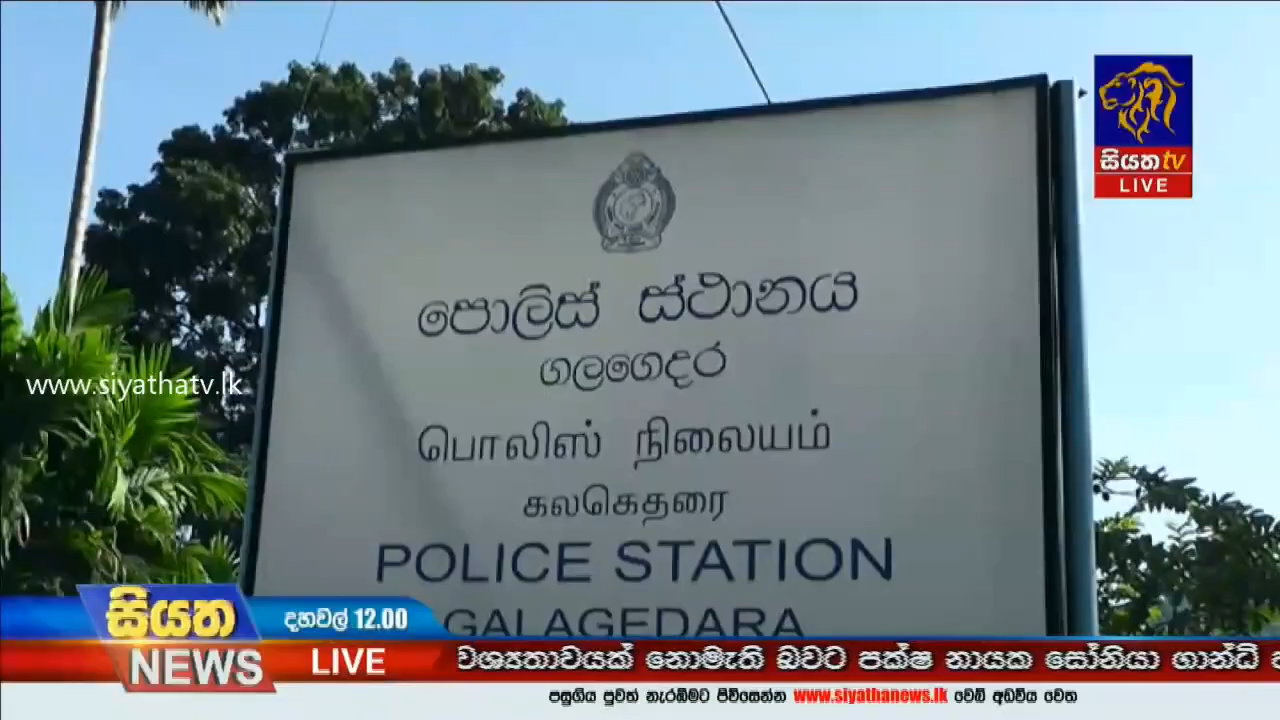 සියත tv
LIVE
පොලිස් ස්ථානය
ගලගෙදර
www.siyathatv.lk
பொலிஸ் நிலையம்
கலகெதரை
POLICE STATION
GALAGEDARA
සියත
NEWS
දහවල් 12.00
LIVE
වශ්‍යතාවයක් නොමැති බවට පක්ෂ නායක සෝනියා ගාන්ධි
පසුගිය පුවත් නැරඹීමට පිවිසෙන්න www.siyathanews.lk වෙබ් අඩවිය වෙත